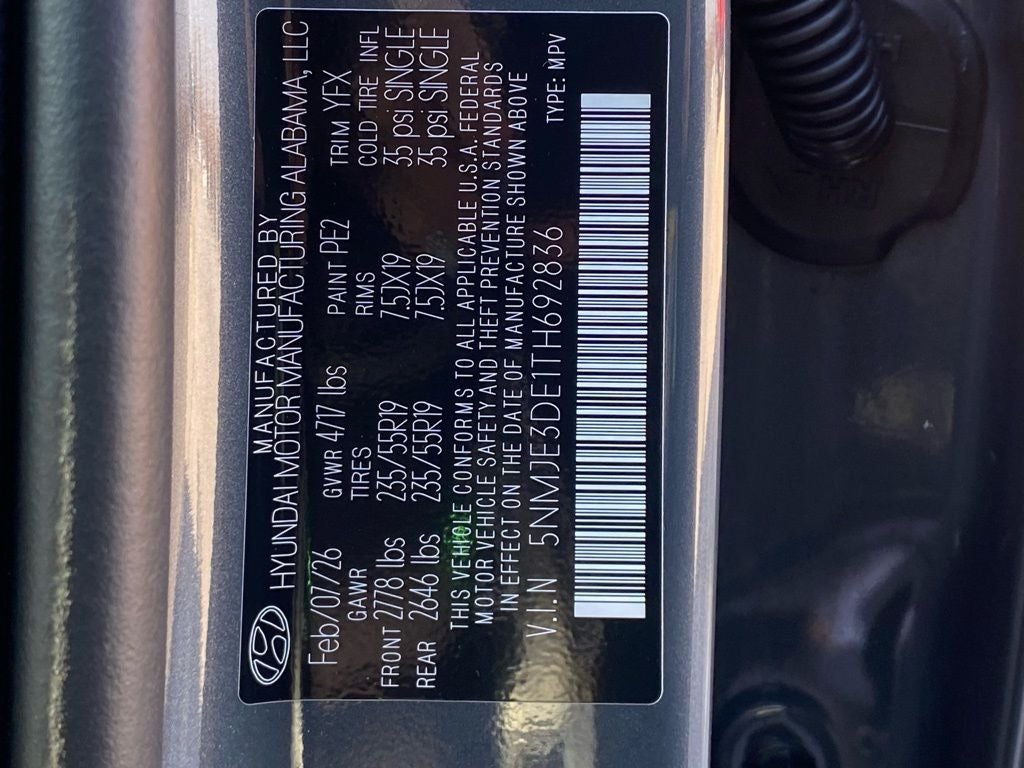 MANUFACTURED BY
HYUNDAI MOTOR MANUFACTURING ALABAMA, LLC
Feb/07/26 GWR 4717 lbs PAINT PE2 TRIM YFX
GAWR TIRES RIMS COLD TIRE INFL
FRONT 2778 lbs 235/55R19 7.5JX19 35 psi SINGLE
REAR 2646 lbs 235/55R19 7.5JX19 35 psi SINGLE
THIS VEHICLE CONFORMS TO ALL APPLICABLE U.S.A. FEDERAL
MOTOR VEHICLE SAFETY AND THEFT PREVENTION STANDARDS
IN EFFECT ON THE DATE OF MANUFACTURE SHOWN ABOVE
V.I.N 5NMJE3DE1TH692836 TYPE: MPV